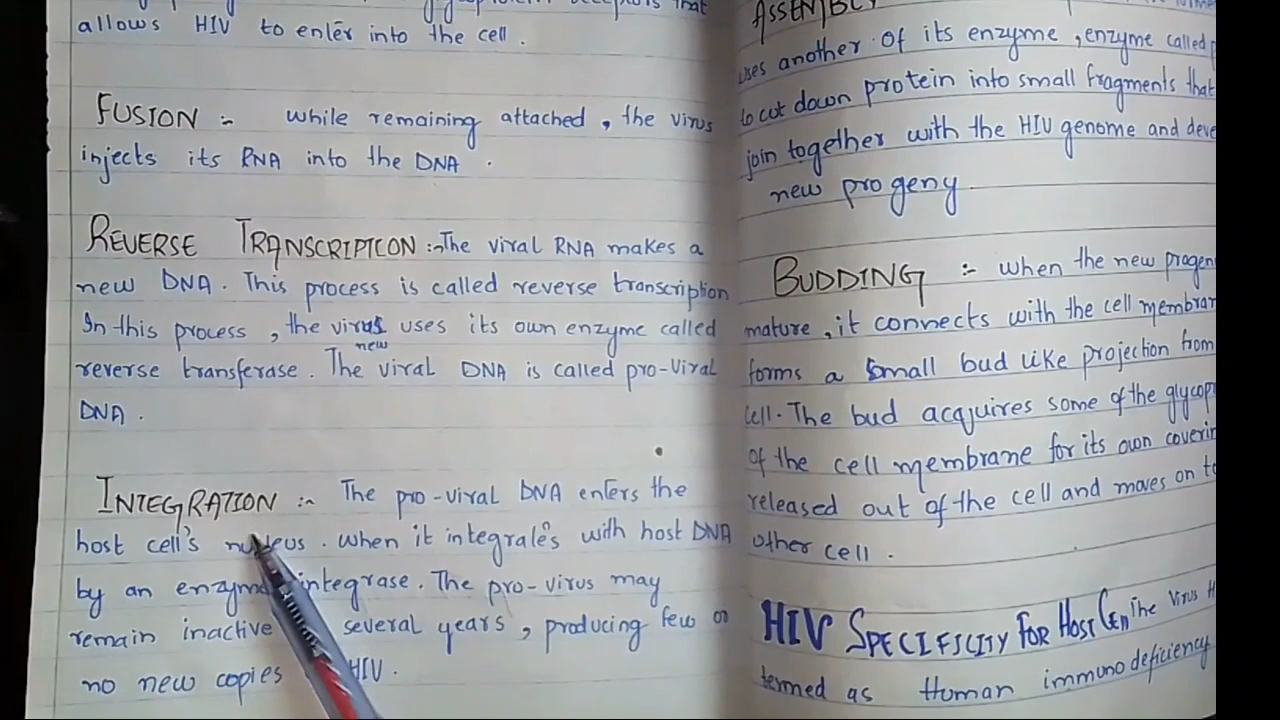 allows HIV to enter into the cell.
FUSION :- while remaining attached, the virus
injects its RNA into the DNA.
REVERSE TRANSCRIPTION :- The viral RNA makes a
new DNA. This process is called reverse transcription
In this process, the virus uses its own enzyme called
reverse transferase. The new viral DNA is called pro-viral
DNA.
INTEGRATION :- The pro-viral DNA enters the
host cell's nucleus. when it integrates with host DNA
by an enzyme integrase. The pro-virus may
remain inactive several years, producing few or
no new copies HIV.
ASSEMBLY
uses another of its enzyme, enzyme called
to cut down protein into small fragments that
join together with the HIV genome and
new progeny
BUDDING :- when the new
mature, it connects with the cell
forms a small bud like projection from
cell. The bud acquires some of the
of the cell membrane for its own
released out of the cell and moves on to
other cell.
HIV SPECIFICITY FOR HOST The Virus
termed as Human immunodeficiency